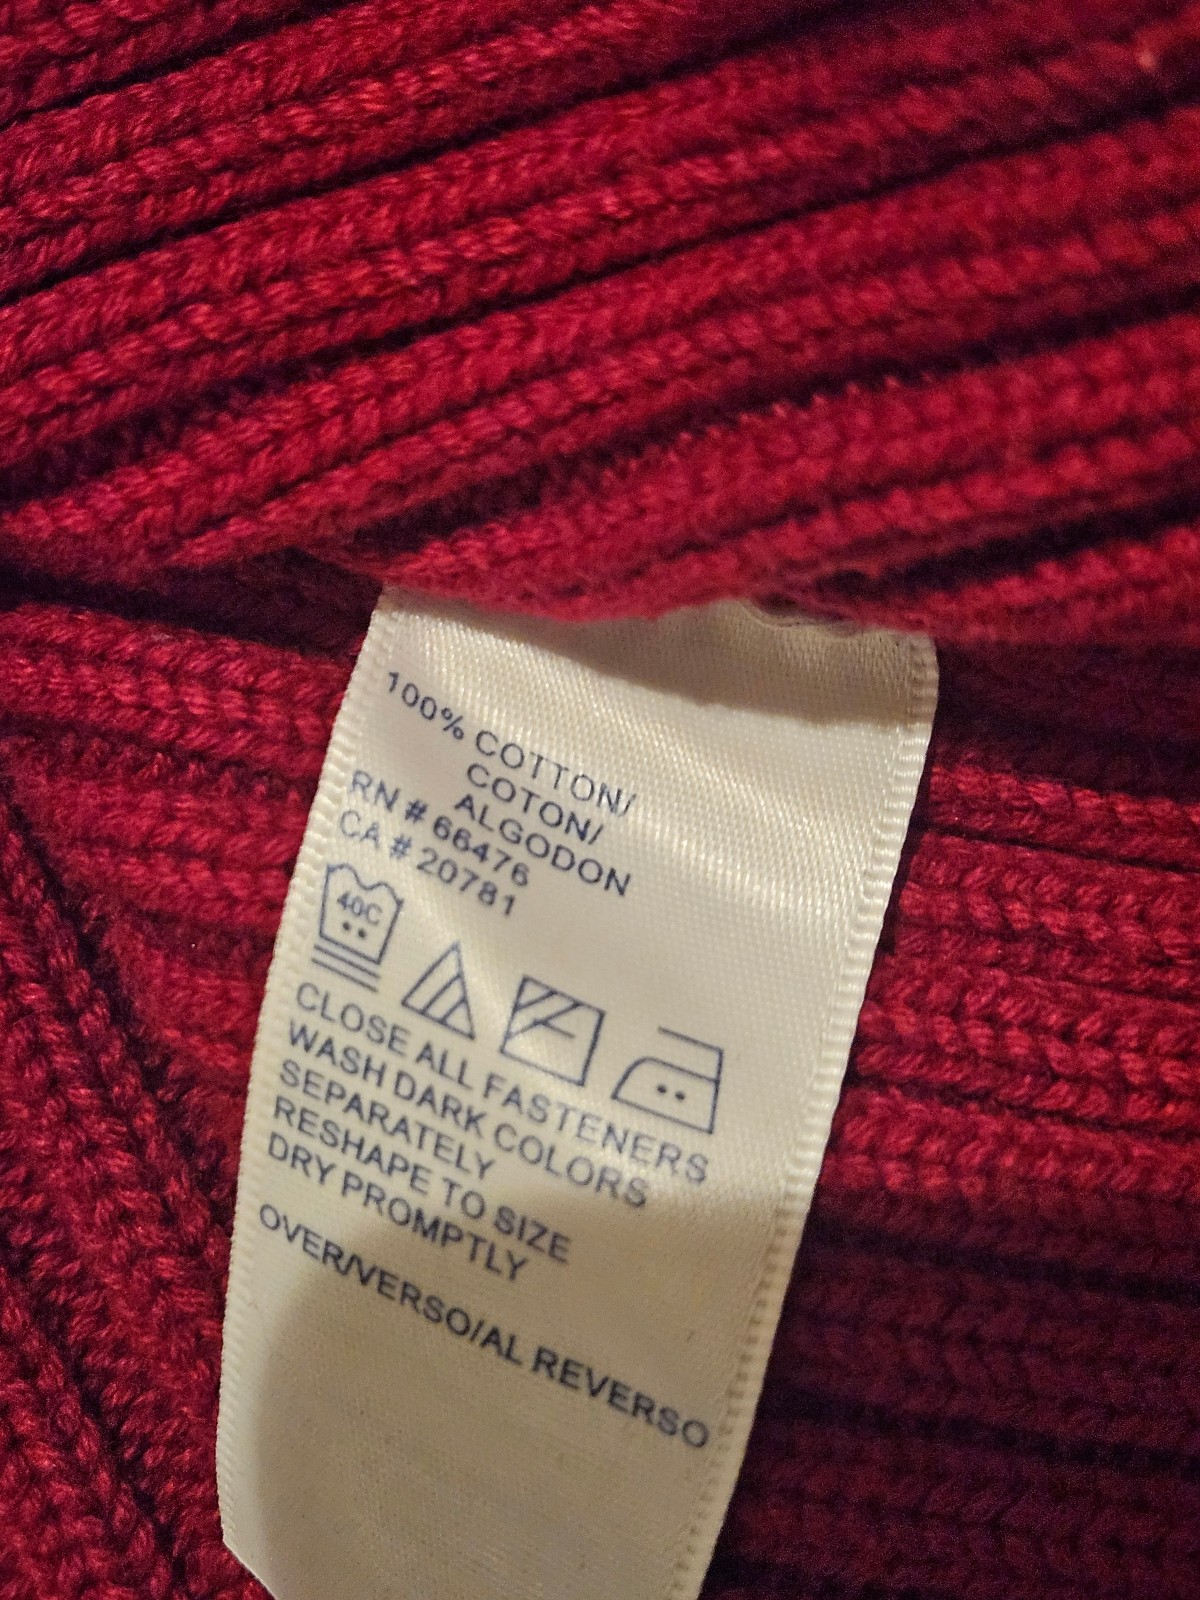 100% COTTON/
COTON/
ALGODON
RN # 66476
CA # 20781
40C
CLOSE ALL FASTENERS
WASH DARK COLORS
SEPARATELY
RESHAPE TO SIZE
DRY PROMPTLY
OVER/VERSO/AL REVERSO